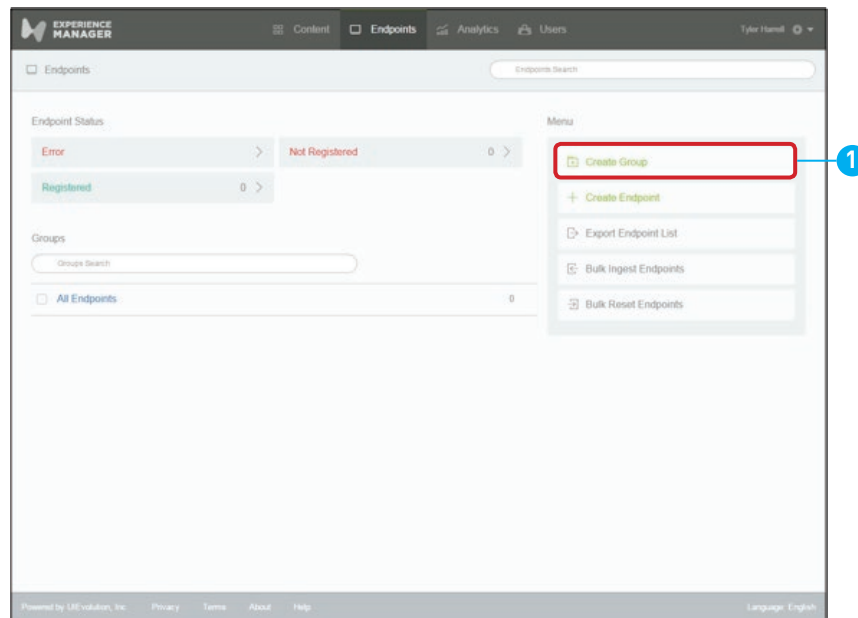 EXPERIENCE
MANAGER
Content
Endpoints
Analytics
Users
Tyler Harrell
Endpoints
Endpoints Search
Endpoint Status
Menu
Error
Not Registered 0
Registered 0
Create Group
1
Create Endpoint
Export Endpoint List
Bulk Ingest Endpoints
Bulk Reset Endpoints
Groups
Groups Search
All Endpoints 0
Powered by UIEvolution, Inc.
Privacy
Terms
About
Help
Language: English